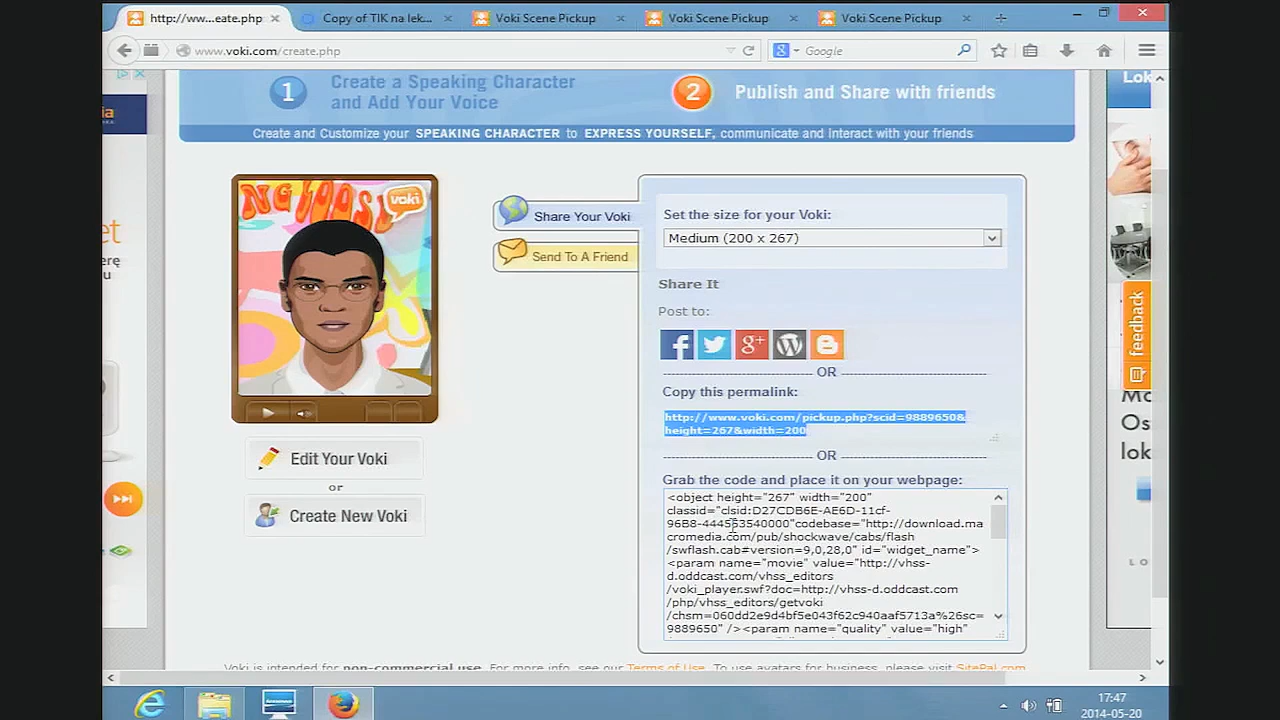 http://ww...eate.php
Copy of TIK na lek...
Voki Scene Pickup
Voki Scene Pickup
Voki Scene Pickup
www.voki.com/create.php
Google
1
Create a Speaking Character
and Add Your Voice
2
Publish and Share with friends
Create and Customize your SPEAKING CHARACTER to EXPRESS YOURSELF, communicate and Interact with your friends
Lok
voki
Share Your Voki
Send To A Friend
Set the size for your Voki:
Medium (200 x 267)
Share It
Post to:
OR
Copy this permalink:
http://www.voki.com/pickup.php?scid=9889650&
height=267&width=200
OR
Grab the code and place it on your webpage:
<object height="267" width="200"
classid="clsid:D27CDB6E-AE6D-11cf-
96B8-444553540000"codebase="http://download.ma
cromedia.com/pub/shockwave/cabs/flash
/swflash.cab#version=9,0,28,0" id="widget_name">
<param name="movie" value="http://vhss-
d.oddcast.com/vhss_editors
/voki_player.swf?doc=http://vhss-d.oddcast.com
/php/vhss_editors/getvoki
/chsm=060dd2e9d4bf5e043f62c940aaf5713a%26sc=
9889650" /><param name="quality" value="high"
Edit Your Voki
or
Create New Voki
feedback
Oss
lok
Voki is intended for non-commercial use. For more info, see our Terms of Use. To use avatars for business, please visit SitePal.com
17:47
2014-05-20